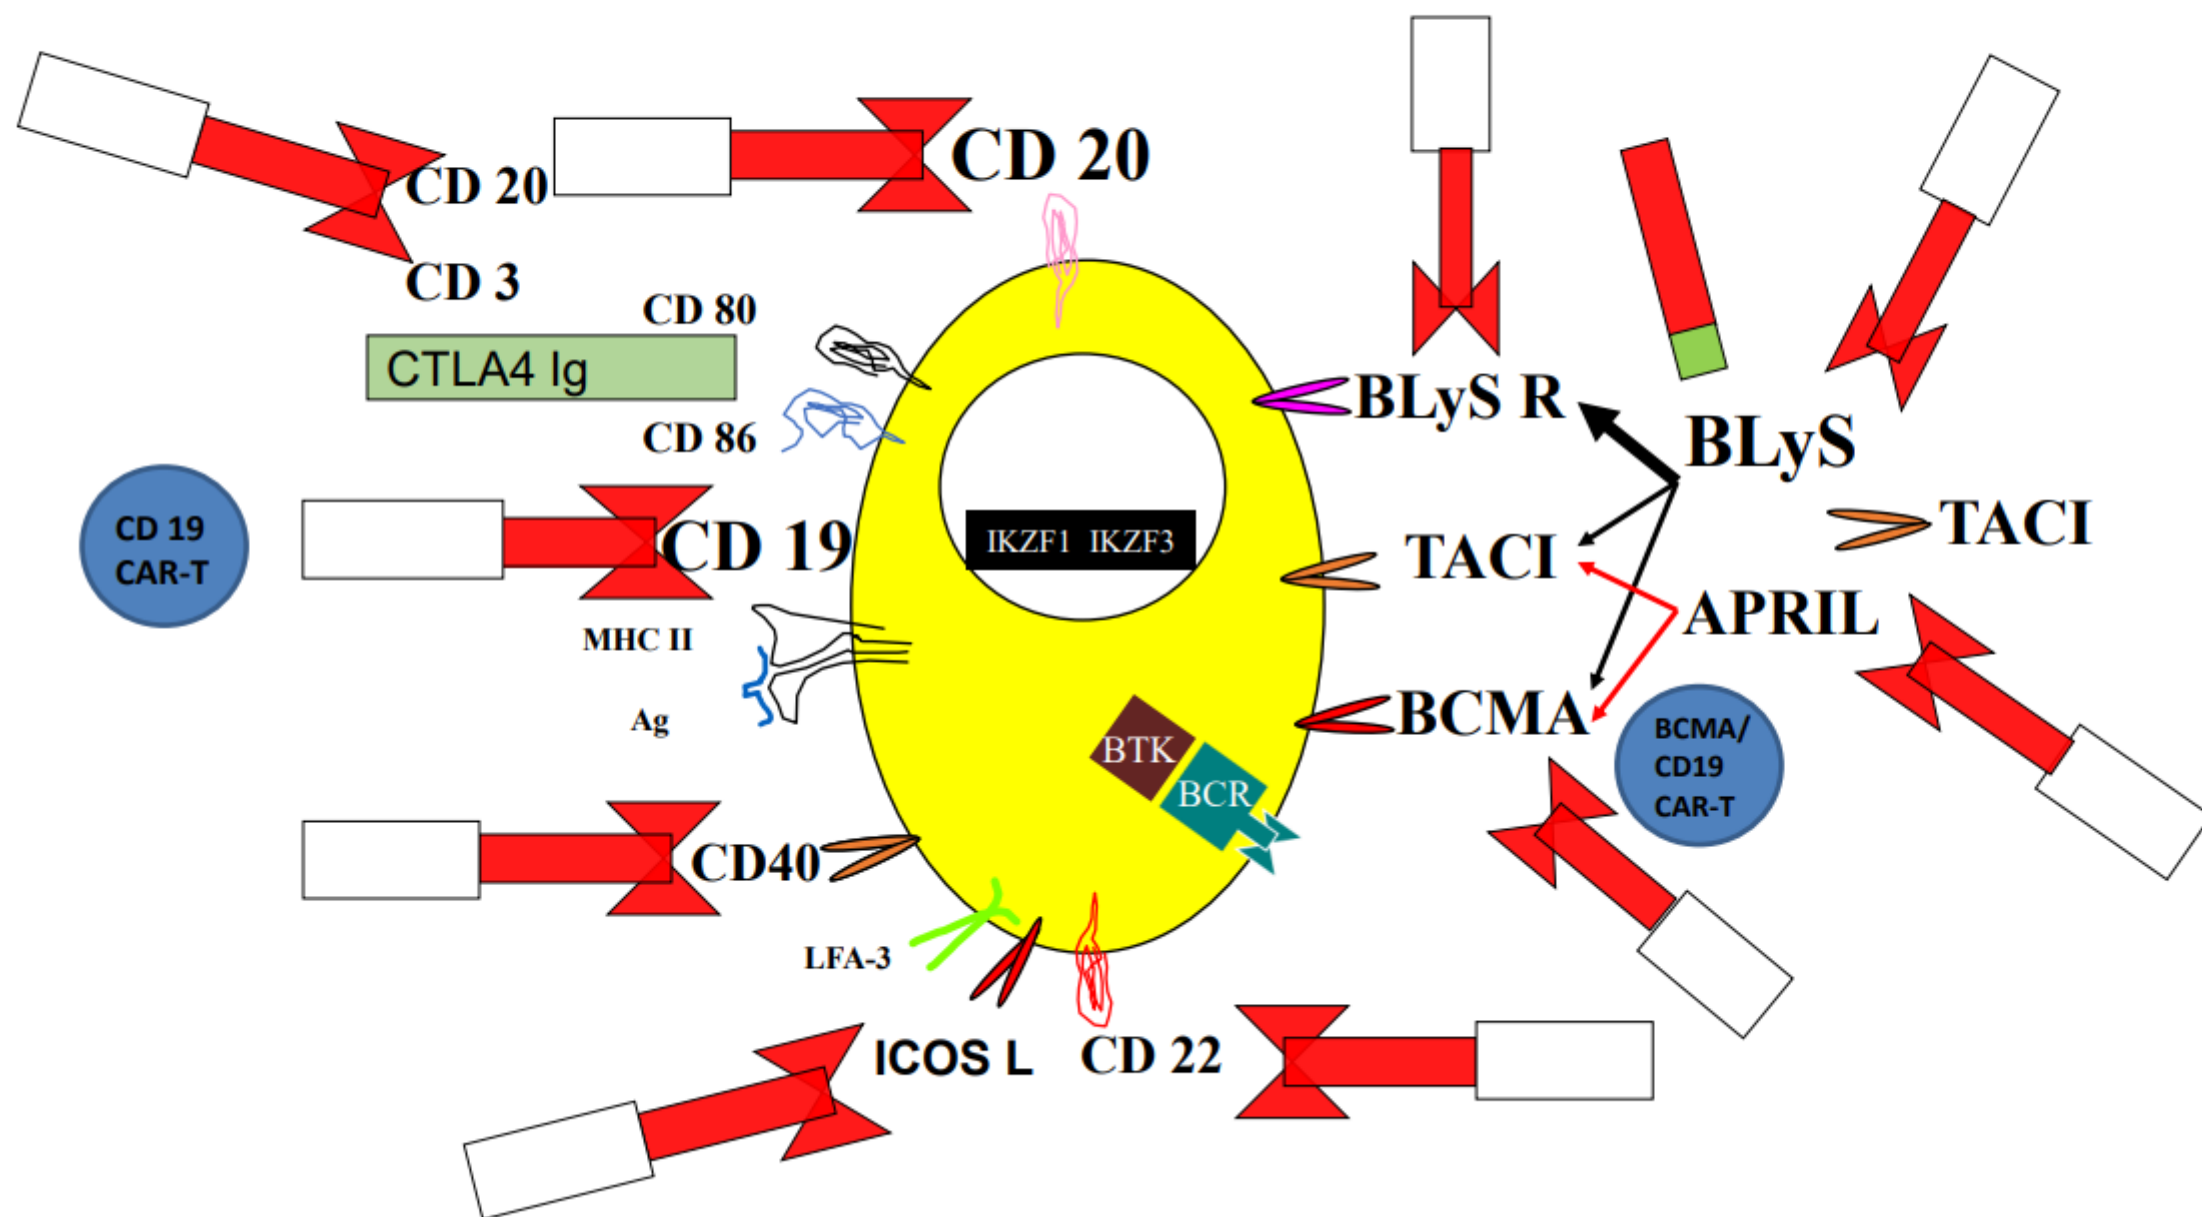 CD 20
CD 20
CD 3
CD 80
CTLA4 Ig
CD 86
CD 19
CAR-T
CD 19
MHC II
Ag
CD40
LFA-3
ICOS L
CD 22
IKZF1 IKZF3
BTK
BCR
BLyS R
BLyS
TACI
TACI
APRIL
BCMA
BCMA/
CD19
CAR-T